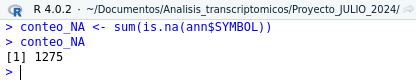 R 4.0.2 · ~/Documentos/Analisis_transcriptomicos/Proyecto_JULIO_2024/
> conteo_NA <- sum(is.na(ann$SYMBOL))
> conteo_NA
[1] 1275
>